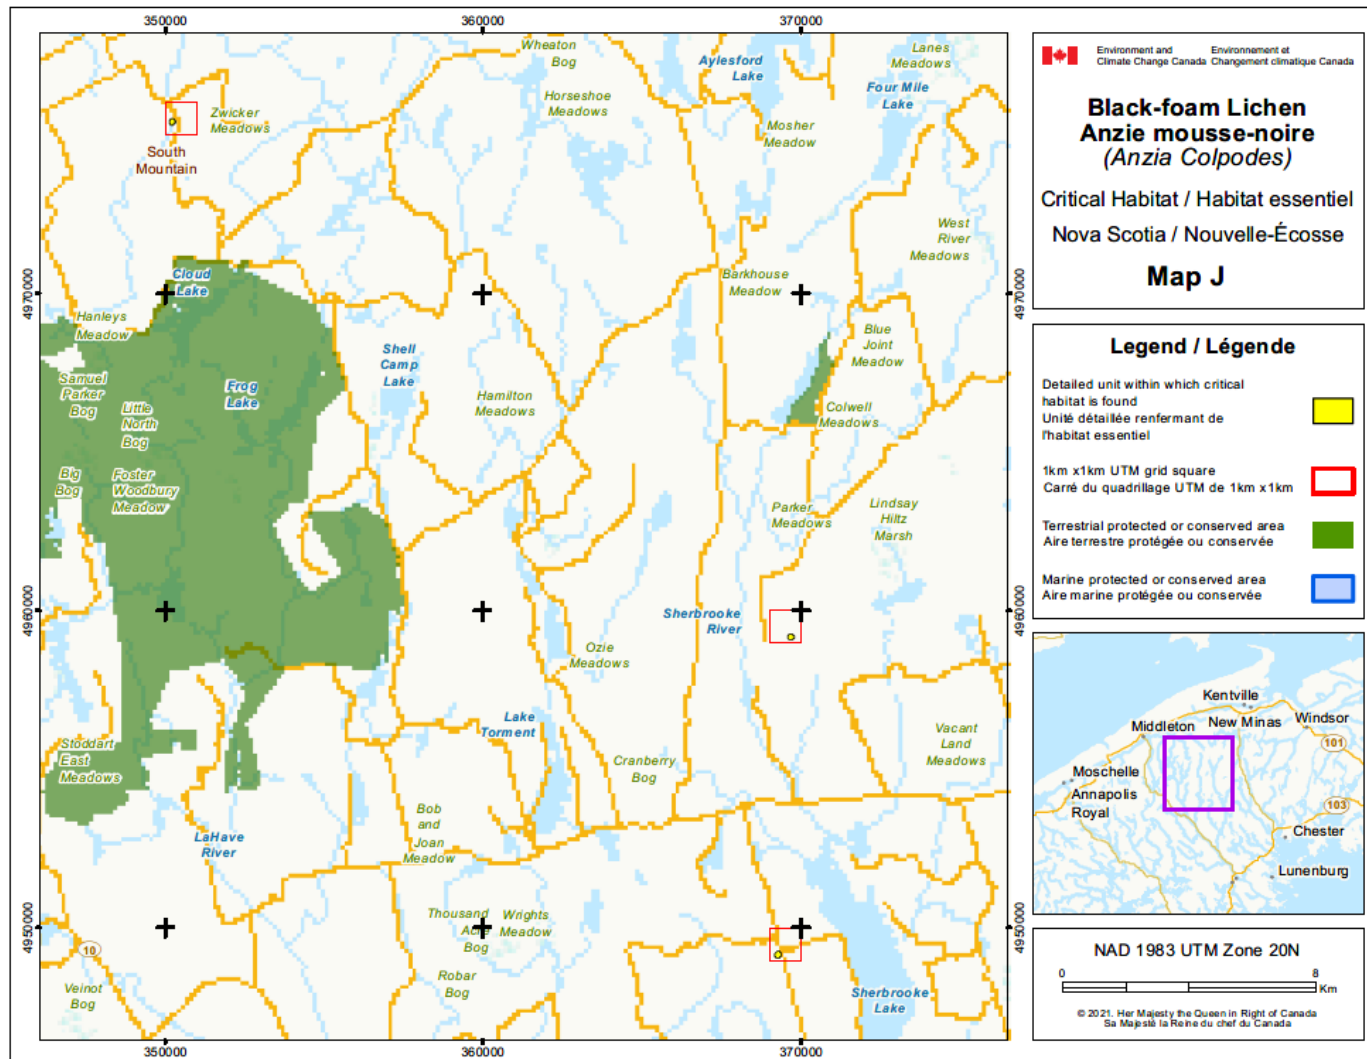 350000
360000
370000
Wheaton
Bog
Aylesford
Lake
Lanes
Meadows
Four Mile
Lake
Horseshoe
Meadows
Zwicker
Meadows
Mosher
Meadow
South
Mountain
West
River
Meadows
Cloud
Lake
Barkhouse
Meadow
4970000
4970000
Hanleys
Meadow
Blue
Joint
Meadow
Shell
Camp
Lake
Samuel
Parker
Bog
Frog
Lake
Little
North
Bog
Hamilton
Meadows
Colwell
Meadows
Big
Bog
Foster
Woodbury
Meadow
Parker
Meadows
Lindsay
Hiltz
Marsh
4960000
4960000
Sherbrooke
River
Ozie
Meadows
Lake
Torment
Stoddart
East
Meadows
Cranberry
Bog
Vacant
Land
Meadows
Bob
and
Joan
Meadow
LaHave
River
Thousand
Acre
Bog
Wrights
Meadow
4950000
4950000
10
Robar
Bog
Veinot
Bog
Sherbrooke
Lake
350000
360000
370000
Environment and
Climate Change Canada
Environnement et
Changement climatique Canada
Black-foam Lichen
Anzie mousse-noire
(Anzia Colpodes)
Critical Habitat / Habitat essentiel
Nova Scotia / Nouvelle-Écosse
Map J
Legend / Légende
Detailed unit within which critical
habitat is found
Unité détaillée renfermant de
l'habitat essentiel
1km x1km UTM grid square
Carré du quadrillage UTM de 1km x1km
Terrestrial protected or conserved area
Aire terrestre protégée ou conservée
Marine protected or conserved area
Aire marine protégée ou conservée
Kentville
Middleton
New Minas
Windsor
101
Moschelle
Annapolis
Royal
103
Chester
Lunenburg
NAD 1983 UTM Zone 20N
0
8
Km
© 2021. Her Majesty the Queen in Right of Canada
Sa Majesté la Reine du chef du Canada